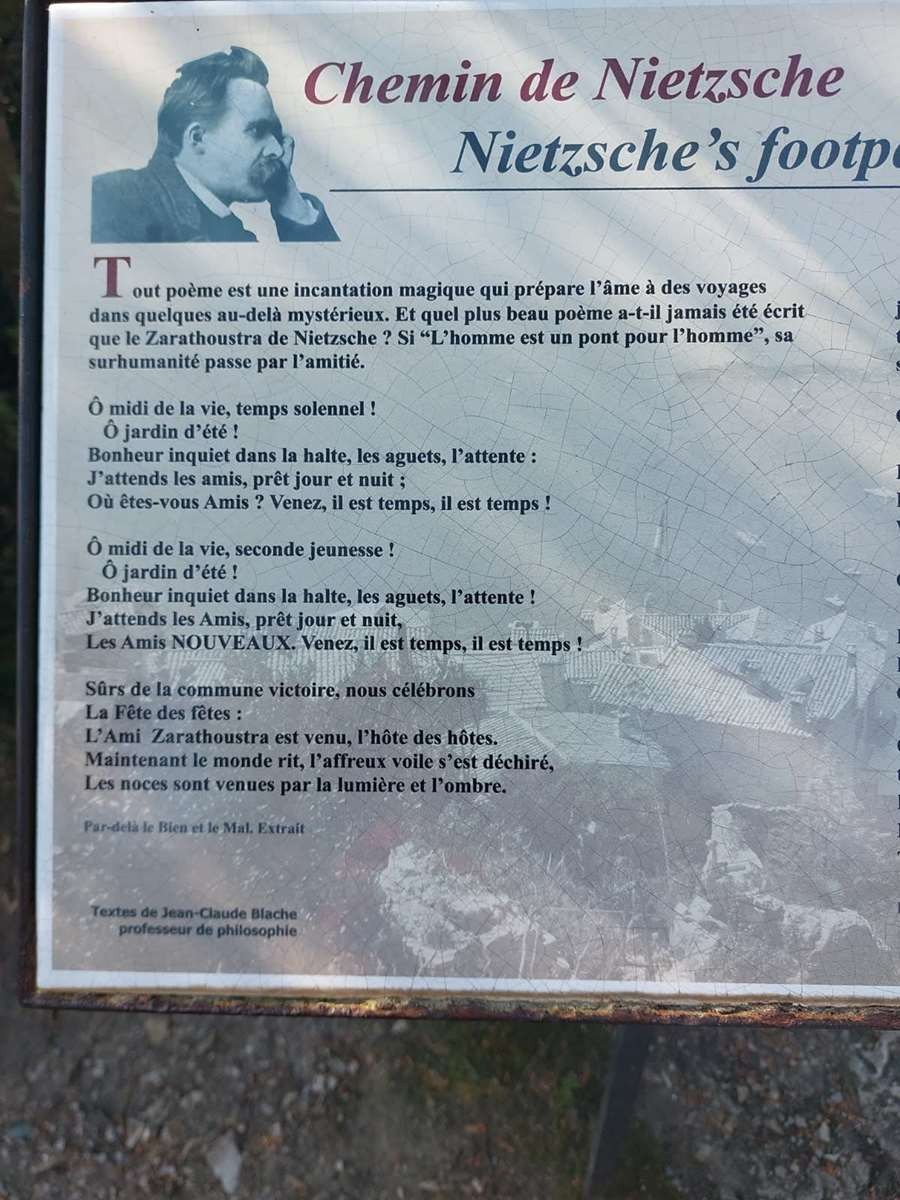 Chemin de Nietzsche
Nietzsche's
Tout poème est une incantation magique qui prépare l'âme à des voyages
dans quelques au-delà mystérieux. Et quel plus beau poème a-t-il jamais été écrit
que le Zarathoustra de Nietzsche ? Si “L'homme est un pont pour l'homme”, sa
surhumanité passe par l'amitié.
Ô midi de la vie, temps solennel !
Ô jardin d'été !
Bonheur inquiet dans la halte, les aguets, l'attente :
J'attends les amis, prêt jour et nuit ;
Où êtes-vous Amis ? Venez, il est temps, il est temps !
Ô midi de la vie, seconde jeunesse !
Ô jardin d'été !
Bonheur inquiet dans la halte, les aguets, l'attente !
J'attends les Amis, prêt jour et nuit,
Les Amis NOUVEAUX. Venez, il est temps, il est temps !
Sûrs de la commune victoire, nous célébrons
La Fête des fêtes :
L'Ami Zarathoustra est venu, l'hôte des hôtes.
Maintenant le monde rit, l'affreux voile s'est déchiré,
Les noces sont venues par la lumière et l'ombre.
Par-delà le Bien et le Mal. Extrait
Textes de Jean-Claude Blache
professeur de philosophie